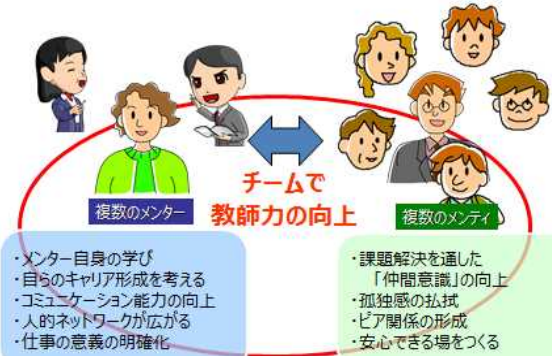 チームで
教師力の向上
複数のメンター
複数のメンティ
・メンター自身の学び
・自らのキャリア形成を考える
・コミュニケーション能力の向上
・人的ネットワークが広がる
・仕事の意義の明確化
・課題解決を通した
「仲間意識」の向上
・孤独感の払拭
・ピア関係の形成
・安心できる場をつくる